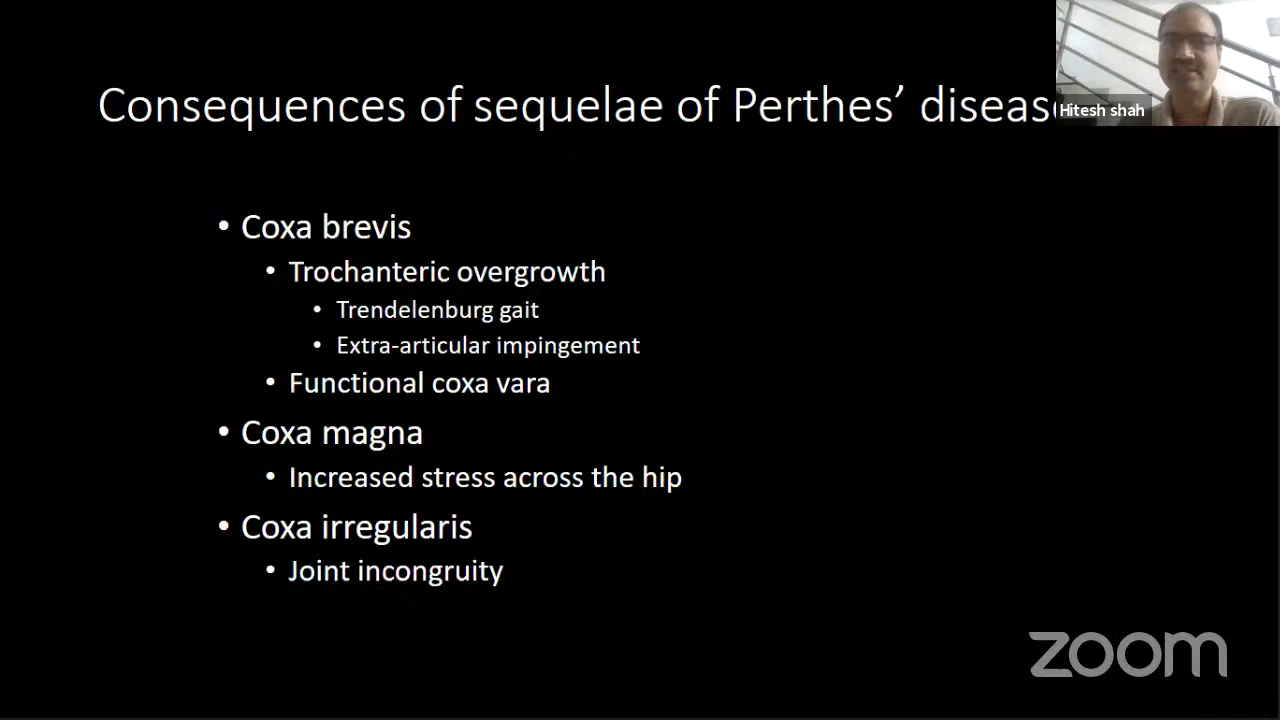 Consequences of sequelae of Perthes’ diseas
Hitesh shah
• Coxa brevis
• Trochanteric overgrowth
• Trendelenburg gait
• Extra-articular impingement
• Functional coxa vara
• Coxa magna
• Increased stress across the hip
• Coxa irregularis
• Joint incongruity
zoom